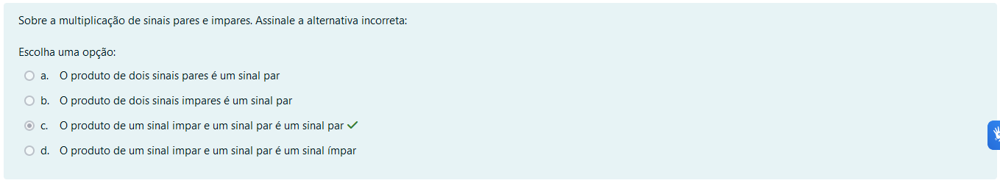 Sobre a multiplicação de sinais pares e impares. Assinale a alternativa incorreta:
Escolha uma opção:
a. O produto de dois sinais pares é um sinal par
b. O produto de dois sinais impares é um sinal par
c. O produto de um sinal impar e um sinal par é um sinal par
d. O produto de um sinal impar e um sinal par é um sinal ímpar